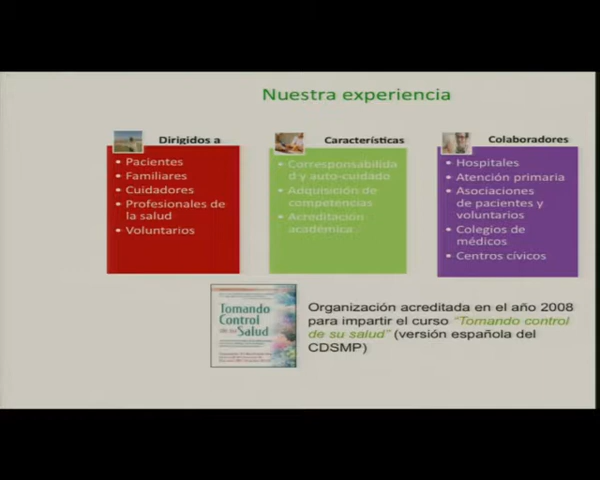 Nuestra experiencia
Dirigidos a
• Pacientes
• Familiares
• Cuidadores
• Profesionales de
la salud
• Voluntarios
Características
• Corresponsabilida
d y auto-cuidado
• Adquisición de
competencias
• Acreditación
académica.
Colaboradores
• Hospitales
• Atención primaria
• Asociaciones
de pacientes y
voluntarios
• Colegios de
médicos
• Centros cívicos
Tomando
Control
de su
Salud
Organización acreditada en el año 2008
para impartir el curso “Tomando control
de su salud” (versión española del
CDSMP)